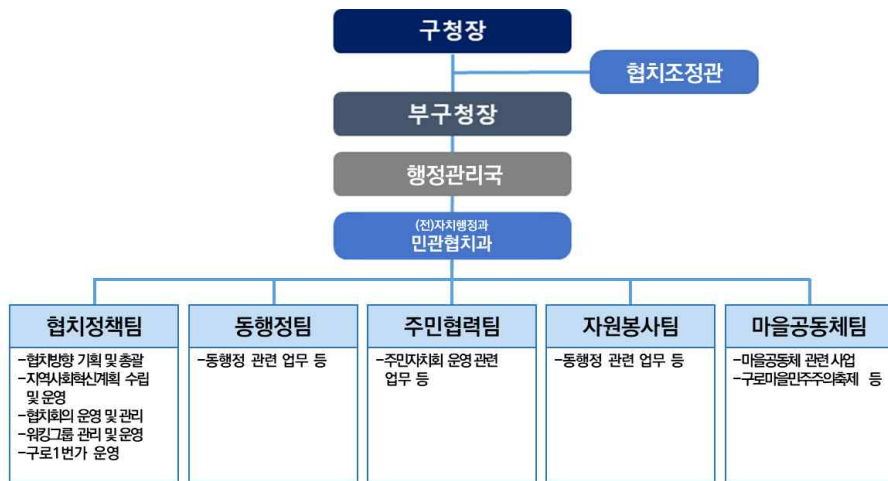 구청장
협치조정관
부구청장
행정관리국
(전)자치행정과
민관협치과
협치정책팀
-협치방향 기획 및 총괄
-지역사회혁신계획 수립
및 운영
-협치회의 운영 및 관리
-워킹그룹 관리 및 운영
-구로1번가 운영
동행정팀
-동행정 관련 업무 등
주민협력팀
-주민자치회 운영 관련
업무 등
자원봉사팀
-동행정 관련 업무 등
마을공동체팀
-마을공동체 관련 사업
-구로마을민주주의축제 등